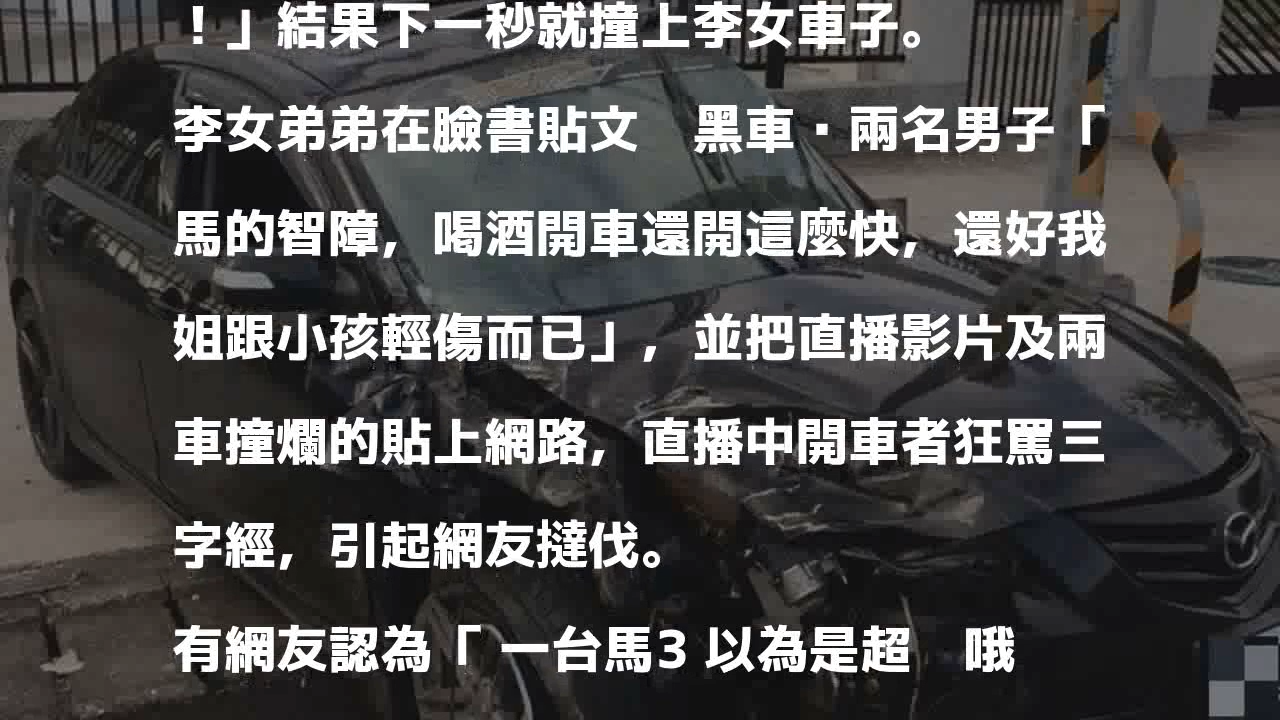 ！」結果下一秒就撞上李女車子。
李女弟弟在臉書貼文　黑車·兩名男子「
馬的智障，喝酒開車還開這麼快，還好我
姐跟小孩輕傷而已」，並把直播影片及兩
車撞爛的貼上網路，直播中開車者狂罵三
字經，引起網友撻伐。
有網友認為「 一台馬3 以為是超　哦